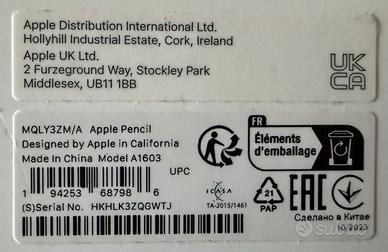 Apple Distribution International Ltd.
Hollyhill Industrial Estate, Cork, Ireland
Apple UK Ltd.
2 Furzeground Way, Stockley Park
Middlesex, UB11 1BB
UK
CA
MQLY3ZM/A Apple Pencil
Designed by Apple in California
Made In China Model A1603
UPC
1 94253 68798 6
(S)Serial No. HKHLK3ZQGWTJ
FR
Éléments
d'emballage
ICASA
TA-2015/1461
21
PAP
EAC
Сделано в Китае
10/2023
subito